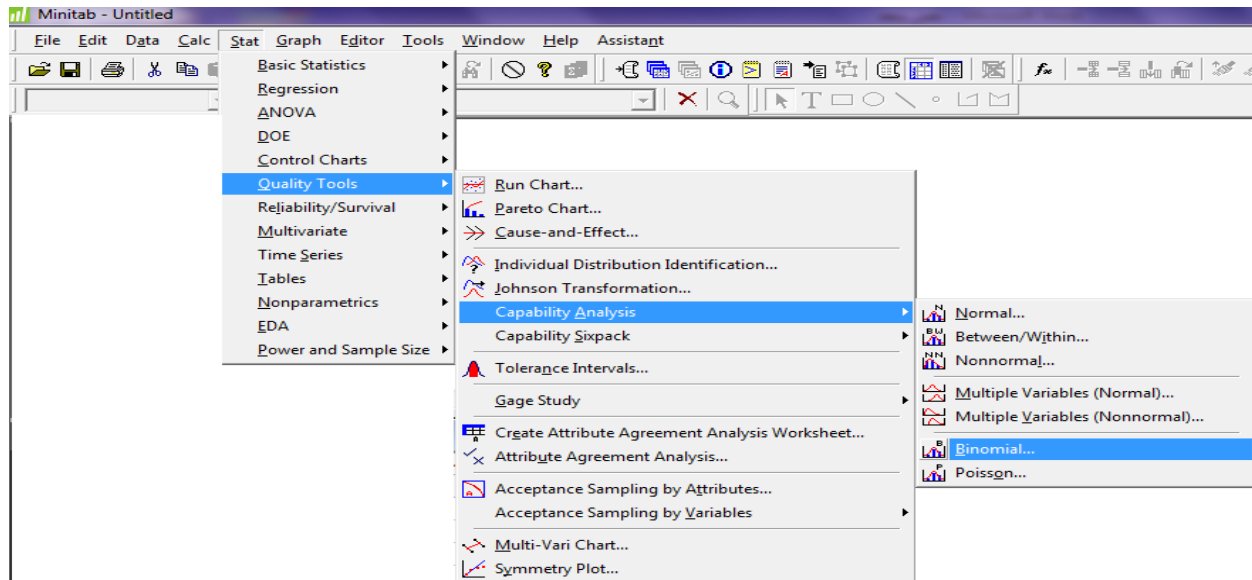 Minitab - Untitled
File Edit Data Calc Stat Graph Editor Tools Window Help Assistant
Basic Statistics
Regression
ANOVA
DOE
Control Charts
Quality Tools
Reliability/Survival
Multivariate
Time Series
Tables
Nonparametrics
EDA
Power and Sample Size
Run Chart...
Pareto Chart...
Cause-and-Effect...
Individual Distribution Identification...
Johnson Transformation...
Capability Analysis
Capability Sixpack
Tolerance Intervals...
Gage Study
Create Attribute Agreement Analysis Worksheet...
Attribute Agreement Analysis...
Acceptance Sampling by Attributes...
Acceptance Sampling by Variables
Multi-Vari Chart...
Symmetry Plot...
Normal...
Between/Within...
Nonnormal...
Multiple Variables (Normal)...
Multiple Variables (Nonnormal)...
Binomial...
Poisson...